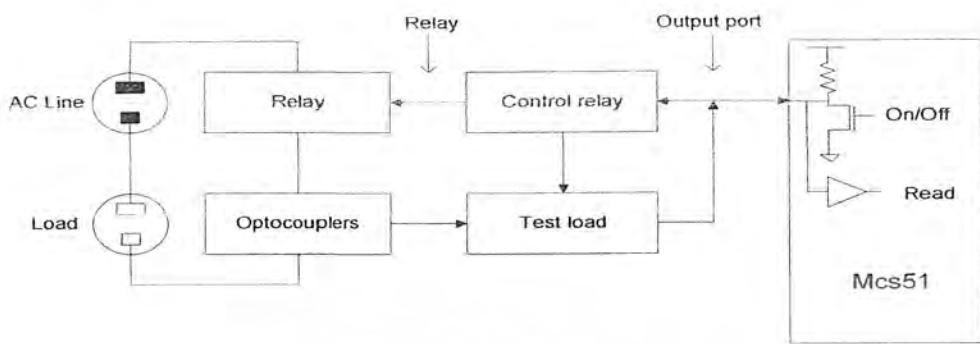 Relay
Output port
AC Line
Relay
Control relay
On/Off
Load
Optocouplers
Test load
Read
Mcs51